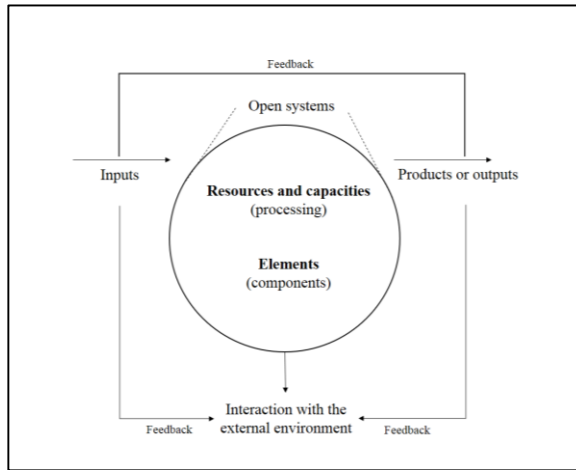 Feedback
Open systems
Inputs
Products or outputs
Resources and capacities
(processing)
Elements
(components)
Interaction with the
external environment
Feedback
Feedback